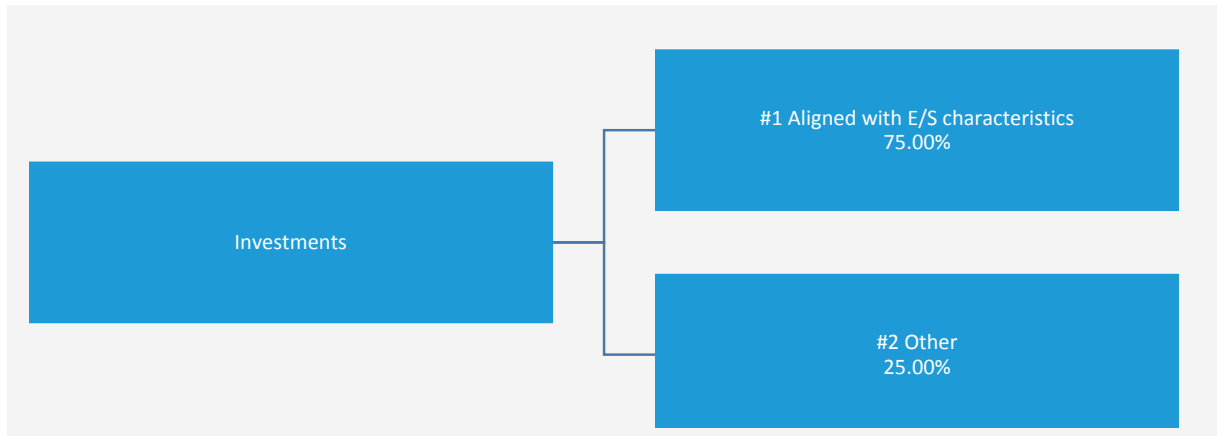 Investments
#1 Aligned with E/S characteristics
75.00%
#2 Other
25.00%